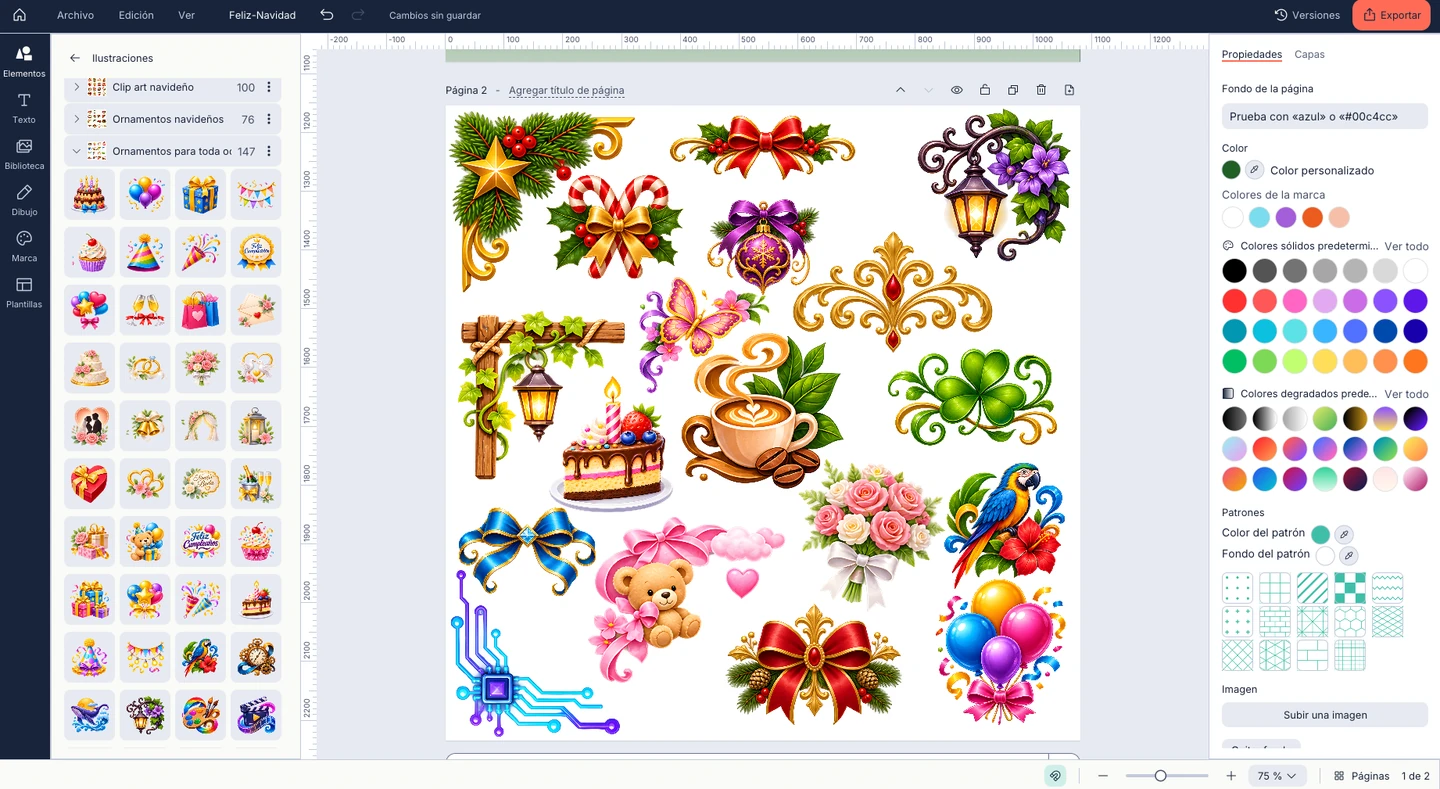 Archivo Edición Ver Feliz-Navidad Cambios sin guardar Versiones Exportar
Elementos
Texto
Biblioteca
Dibujo
Marca
Plantillas
Ilustraciones
Clip art navideño 100
Ornamentos navideños 76
Ornamentos para toda oc 147
Feliz
Cumpleaños
Feliz
Cumpleaños
-200 -100 0 100 200 300 400 500 600 700 800 900 1000 1100 1200
1100
1200
1300
1400
1500
1600
1700
1800
1900
2000
2100
2200
Página 2 - Agregar título de página
Propiedades Capas
Fondo de la página
Prueba con «azul» o «#00c4cc»
Color
Color personalizado
Colores de la marca
Colores sólidos predetermi... Ver todo
Colores degradados prede... Ver todo
Patrones
Color del patrón
Fondo del patrón
Imagen
Subir una imagen
75 % Páginas 1 de 2